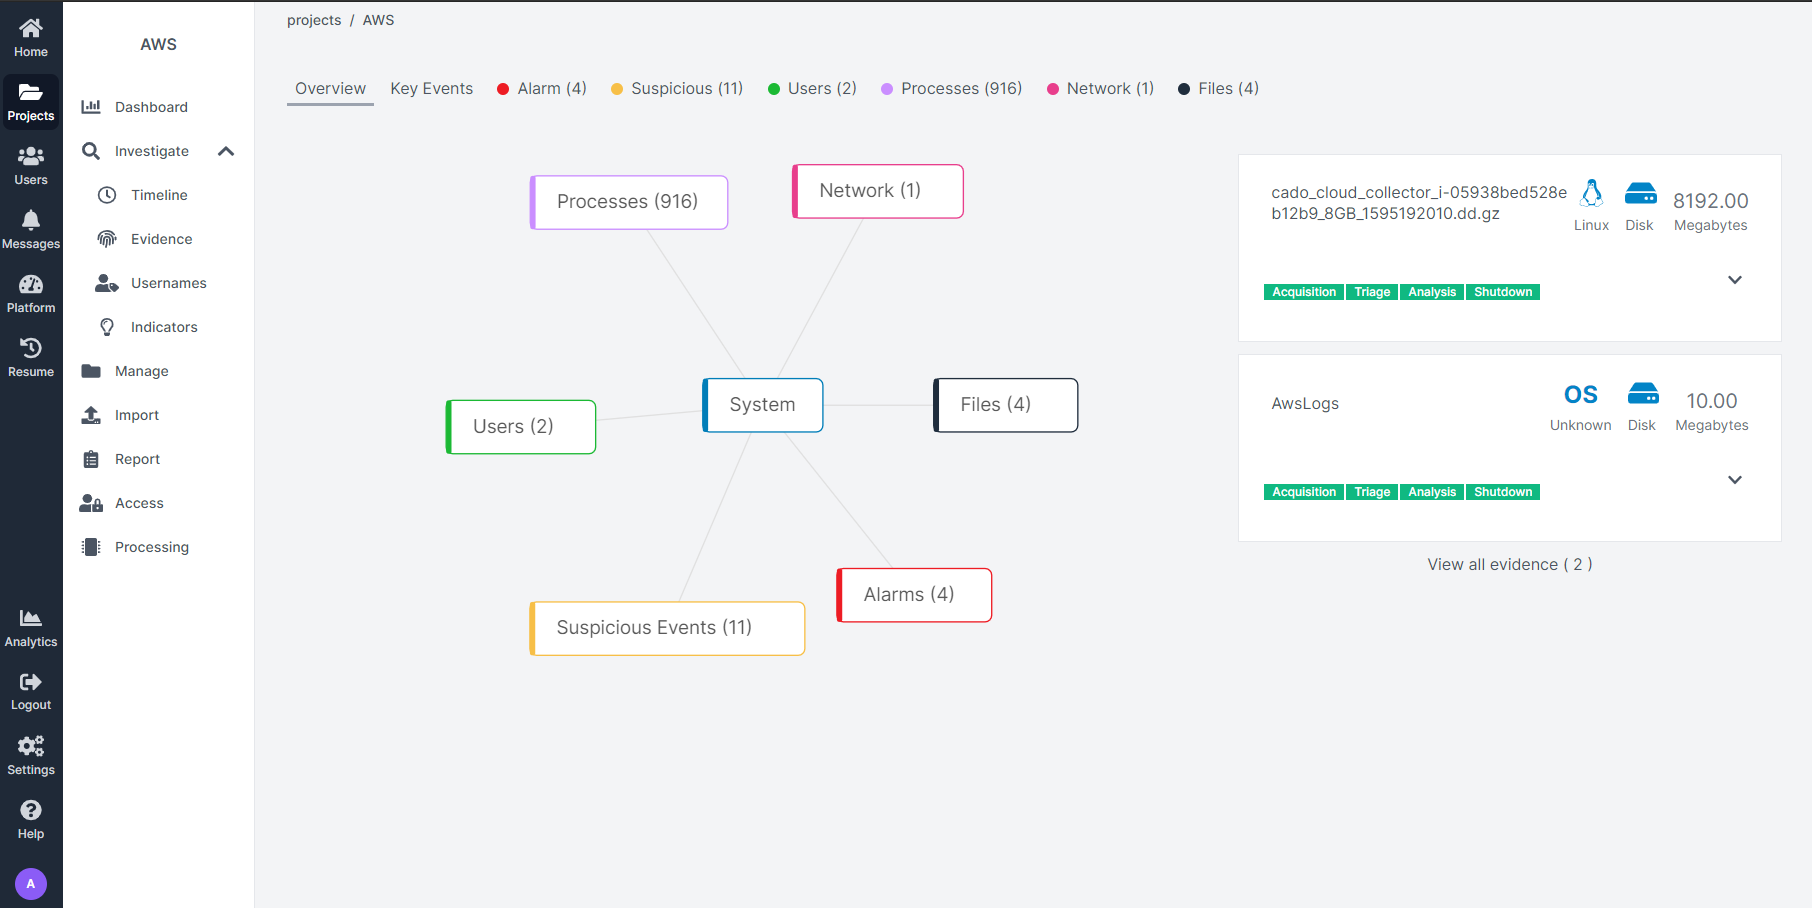 Home
Projects
Users
Messages
Platform
Resume
Analytics
Logout
Settings
Help
A
AWS
Dashboard
Investigate
Timeline
Evidence
Usernames
Indicators
Manage
Import
Report
Access
Processing
projects / AWS
Overview Key Events Alarm (4) Suspicious (11) Users (2) Processes (916) Network (1) Files (4)
Processes (916)
Network (1)
System
Files (4)
Users (2)
Alarms (4)
Suspicious Events (11)
cado_cloud_collector_i-05938bed528e
b12b9_8GB_1595192010.dd.gz
Linux
Disk
8192.00
Megabytes
Acquisition Triage Analysis Shutdown
AwsLogs
OS
Unknown
Disk
10.00
Megabytes
Acquisition Triage Analysis Shutdown
View all evidence ( 2 )